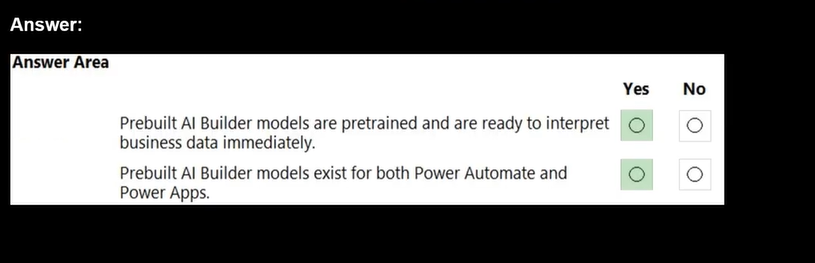 Answer:
Answer Area
Yes No
Prebuilt AI Builder models are pretrained and are ready to interpret
business data immediately.
Prebuilt AI Builder models exist for both Power Automate and
Power Apps.